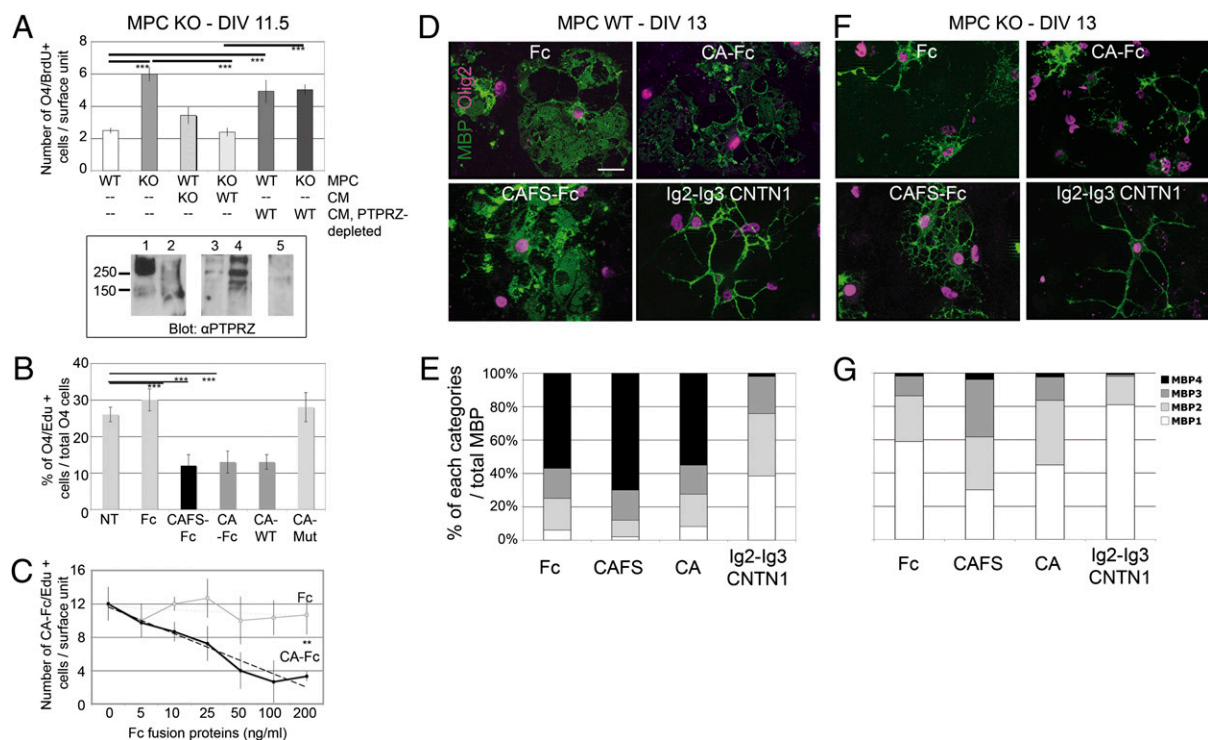 A MPC KO - DIV 11.5
Number of O4/BrdU+
cells / surface unit
8
6
4
2
0
***
***
***
***
WT KO WT KO WT KO MPC
-- -- KO WT -- -- CM
-- -- -- -- WT WT CM, PTPRZ-
depleted
1 2 3 4 5
250
150
Blot: αPTPRZ
B
% of O4/Edu +
cells / total O4 cells
40
30
20
10
0
***
***
***
NT Fc CAFS- CA CA- CA-
Fc -Fc WT Mut
C
Number of CA-Fc/Edu +
cells / surface unit
16
12
8
4
0
Fc
**
CA-Fc
0 5 10 25 50 100 200
Fc fusion proteins (ng/ml)
D MPC WT - DIV 13
MBP Olig2
Fc
CA-Fc
CAFS-Fc
Ig2-Ig3 CNTN1
E
% of each categories
/ total MBP
100%
80%
60%
40%
20%
0%
Fc CAFS CA Ig2-Ig3
CNTN1
F MPC KO - DIV 13
Fc
CA-Fc
CAFS-Fc
Ig2-Ig3 CNTN1
G
MBP4
MBP3
MBP2
MBP1
Fc CAFS CA Ig2-Ig3
CNTN1